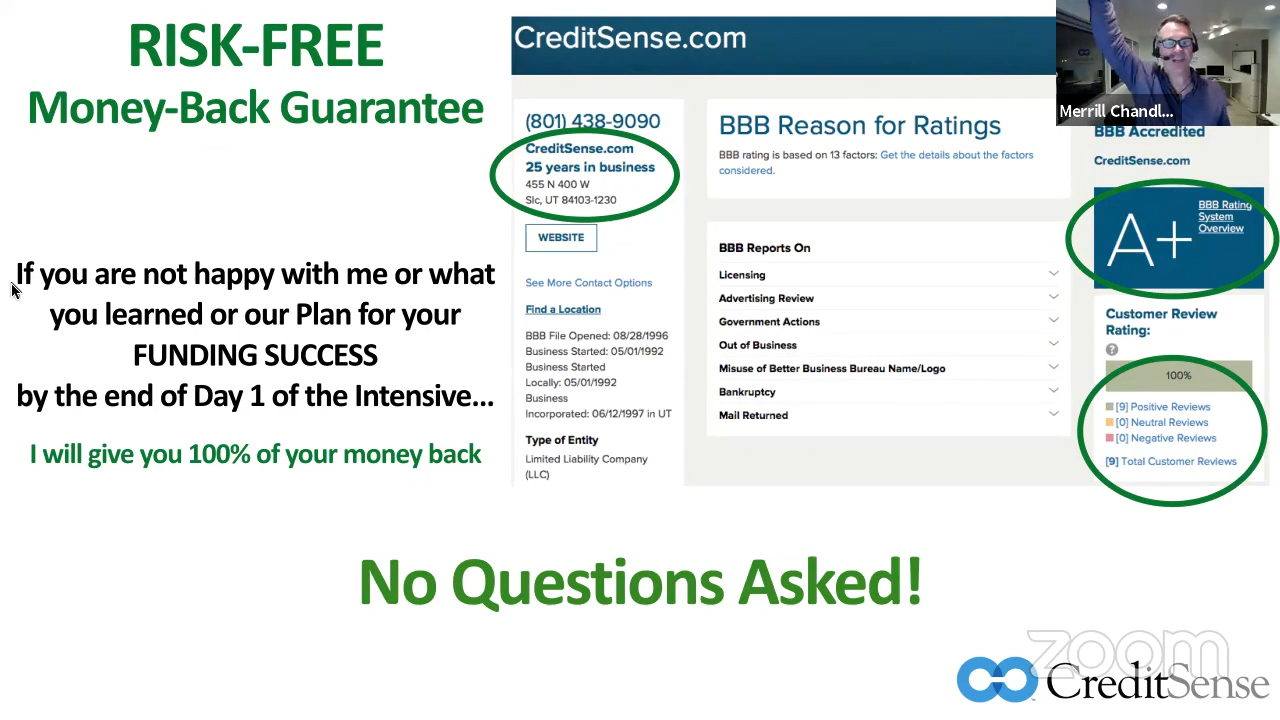 RISK-FREE
Money-Back Guarantee
If you are not happy with me or what
you learned or our Plan for your
FUNDING SUCCESS
by the end of Day 1 of the Intensive...
I will give you 100% of your money back
CreditSense.com
(801) 438-9090
CreditSense.com
25 years in business
455 N 400 W
Slc, UT 84103-1230
WEBSITE
See More Contact Options
Find a Location
BBB File Opened: 08/28/1996
Business Started: 05/01/1992
Business Started
Locally: 05/01/1992
Business
Incorporated: 06/12/1997 in UT
Type of Entity
Limited Liability Company
(LLC)
BBB Reason for Ratings
BBB rating is based on 13 factors: Get the details about the factors
considered.
BBB Reports On
Licensing
Advertising Review
Government Actions
Out of Business
Misuse of Better Business Bureau Name/Logo
Bankruptcy
Mail Returned
Merrill Chandl...
BBB Accredited
CreditSense.com
A+
BBB Rating
System
Overview
Customer Review
Rating:
?
100%
[9] Positive Reviews
[0] Neutral Reviews
[0] Negative Reviews
[9] Total Customer Reviews
No Questions Asked!
zoom
CreditSense